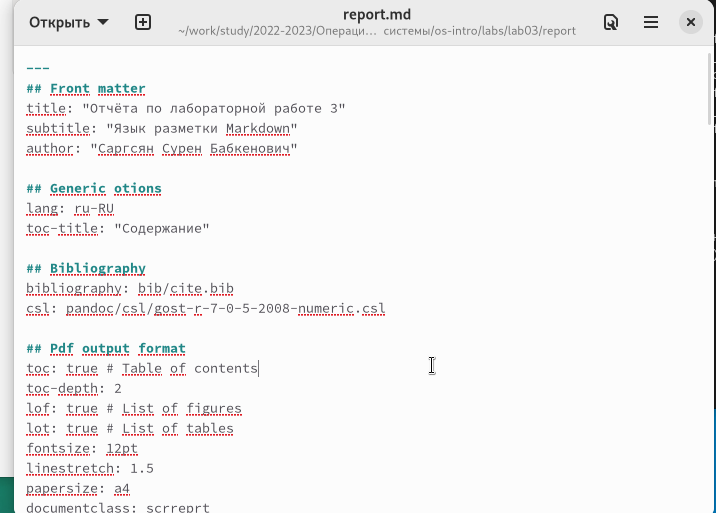 Открыть
report.md
~/work/study/2022-2023/Операци… системы/os-intro/labs/lab03/report
---
## Front matter
title: "Отчёта по лабораторной работе 3"
subtitle: "Язык разметки Markdown"
author: "Саргсян Сурен Бабкенович"
## Generic otions
lang: ru-RU
toc-title: "Содержание"
## Bibliography
bibliography: bib/cite.bib
csl: pandoc/csl/gost-r-7-0-5-2008-numeric.csl
## Pdf output format
toc: true # Table of contents
toc-depth: 2
lof: true # List of figures
lot: true # List of tables
fontsize: 12pt
linestretch: 1.5
papersize: a4
documentclass: scrreprt